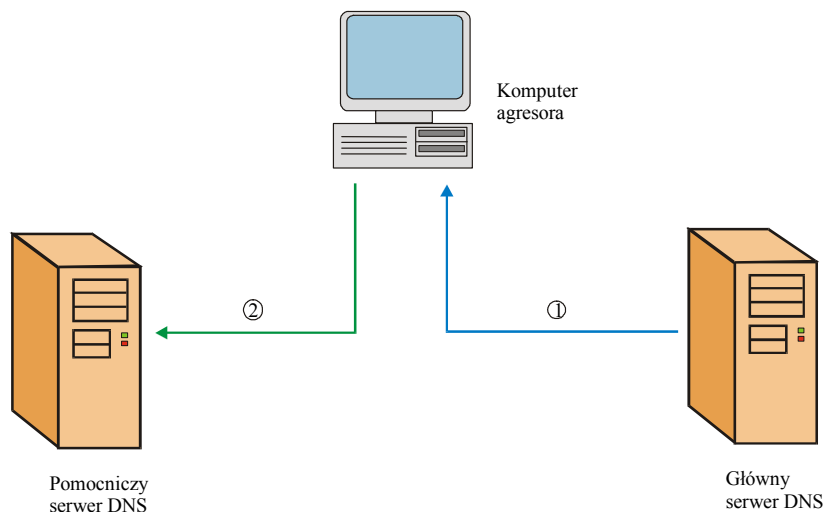 Komputer
agresora
②
①
Pomocniczy
serwer DNS
Główny
serwer DNS